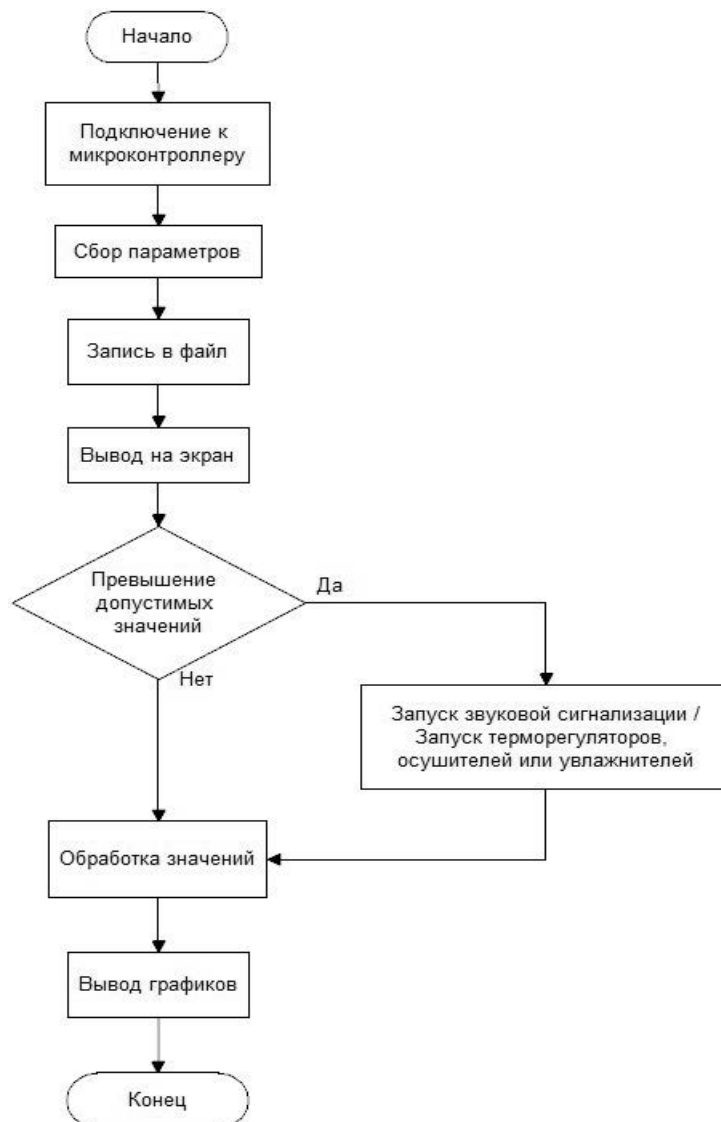 Начало
Подключение к
микроконтроллеру
Сбор параметров
Запись в файл
Вывод на экран
Превышение
допустимых
значений
Да
Нет
Запуск звуковой сигнализации /
Запуск терморегуляторов,
осушителей или увлажнителей
Обработка значений
Вывод графиков
Конец